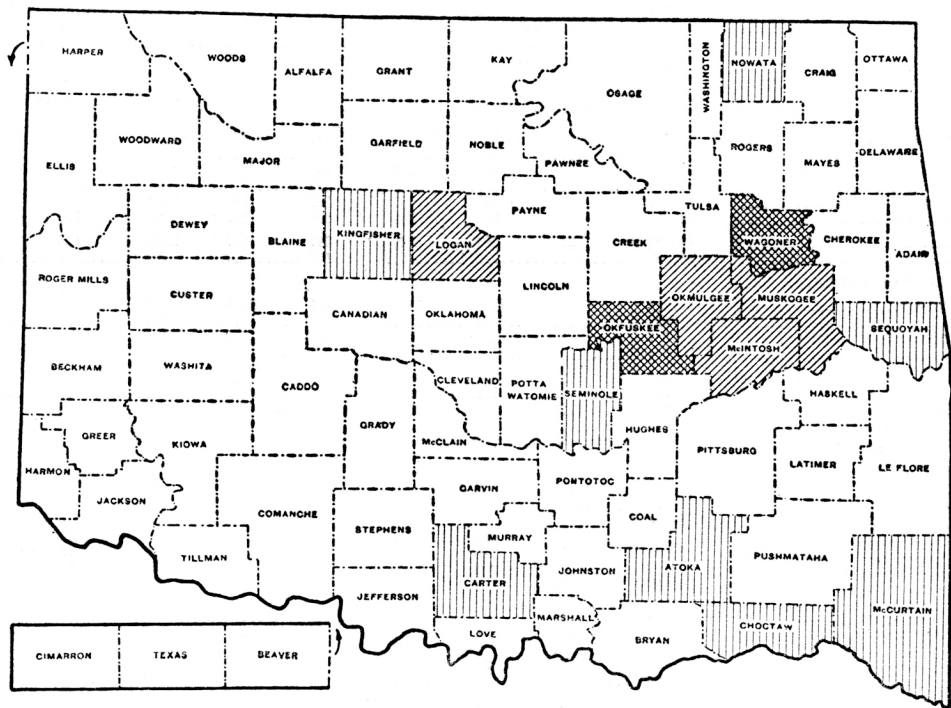 HARPER
WOODS
ALFALFA
GRANT
KAY
OSAGE
WASHINGTON
NOWATA
CRAIG
OTTAWA
ELLIS
WOODWARD
MAJOR
GARFIELD
NOBLE
PAWNEE
ROGERS
MAYES
DELAWARE
DEWEY
BLAINE
KINGFISHER
LOGAN
PAYNE
CREEK
TULSA
WAGONER
CHEROKEE
ADAIR
ROGER MILLS
CUSTER
CANADIAN
OKLAHOMA
LINCOLN
OKMULGEE
MUSKOGEE
SEQUOYAH
BECKHAM
WASHITA
CADDO
CLEVELAND
POTTA
WATOMIE
OKFUSKEE
McINTOSH
SEMINOLE
HASKELL
GREER
KIOWA
GRADY
McCLAIN
HUGHES
PITTSBURG
LATIMER
LE FLORE
HARMON
JACKSON
COMANCHE
GARVIN
PONTOTOC
COAL
STEPHENS
MURRAY
TILLMAN
JOHNSTON
ATOKA
PUSHMATAHA
CARTER
JEFFERSON
McCURTAIN
MARSHALL
CHOCTAW
LOVE
BRYAN
CIMARRON
TEXAS
BEAVER